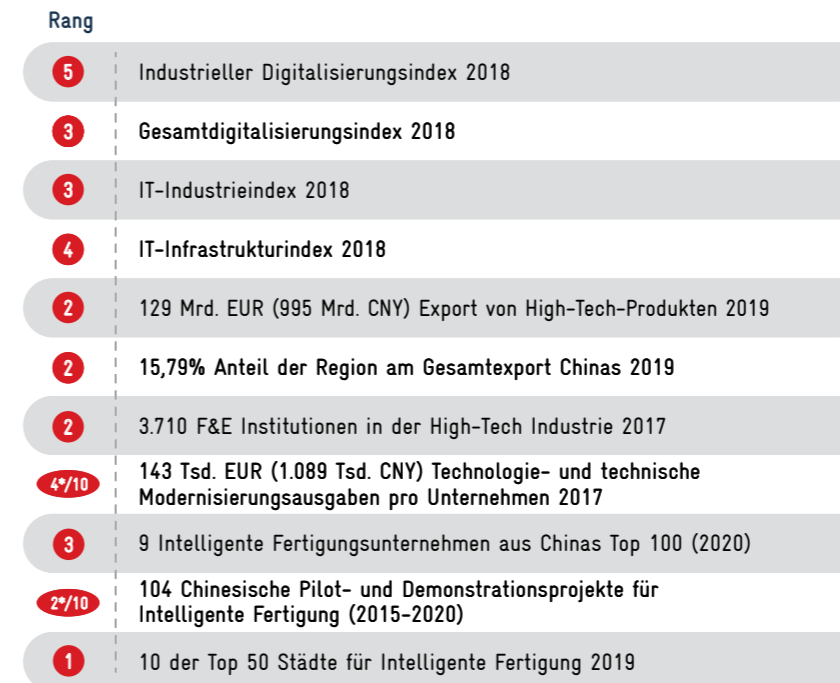 Rang
5 Industrieller Digitalisierungsindex 2018
3 Gesamtdigitalisierungsindex 2018
3 IT-Industrieindex 2018
4 IT-Infrastrukturindex 2018
2 129 Mrd. EUR (995 Mrd. CNY) Export von High-Tech-Produkten 2019
2 15,79% Anteil der Region am Gesamtexport Chinas 2019
2 3.710 F&E Institutionen in der High-Tech Industrie 2017
4*/10 143 Tsd. EUR (1.089 Tsd. CNY) Technologie- und technische
Modernisierungsausgaben pro Unternehmen 2017
3 9 Intelligente Fertigungsunternehmen aus Chinas Top 100 (2020)
2*/10 104 Chinesische Pilot- und Demonstrationsprojekte für
Intelligente Fertigung (2015-2020)
1 10 der Top 50 Städte für Intelligente Fertigung 2019